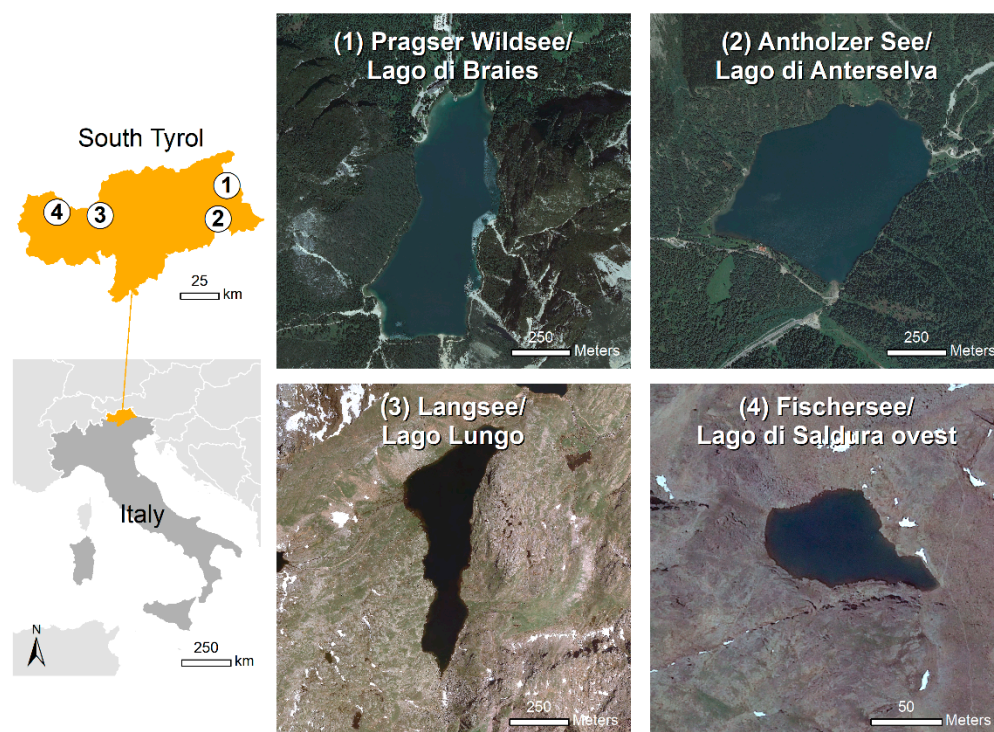 South Tyrol
1
2
3
4
25
km
Italy
N
250
km
(1) Pragser Wildsee/
Lago di Braies
250
Meters
(2) Antholzer See/
Lago di Anterselva
250
Meters
(3) Langsee/
Lago Lungo
250
Meters
(4) Fischersee/
Lago di Saldura ovest
50
Meters